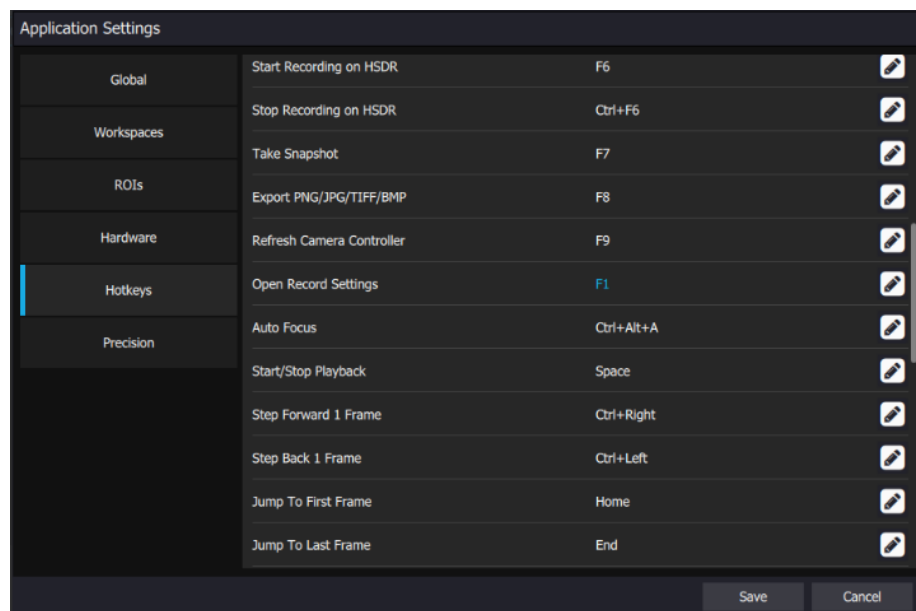 Application Settings
Global
Workspaces
ROIs
Hardware
Hotkeys
Precision
Start Recording on HSDR F6
Stop Recording on HSDR Ctrl+F6
Take Snapshot F7
Export PNG/JPG/TIFF/BMP F8
Refresh Camera Controller F9
Open Record Settings F1
Auto Focus Ctrl+Alt+A
Start/Stop Playback Space
Step Forward 1 Frame Ctrl+Right
Step Back 1 Frame Ctrl+Left
Jump To First Frame Home
Jump To Last Frame End
Save Cancel